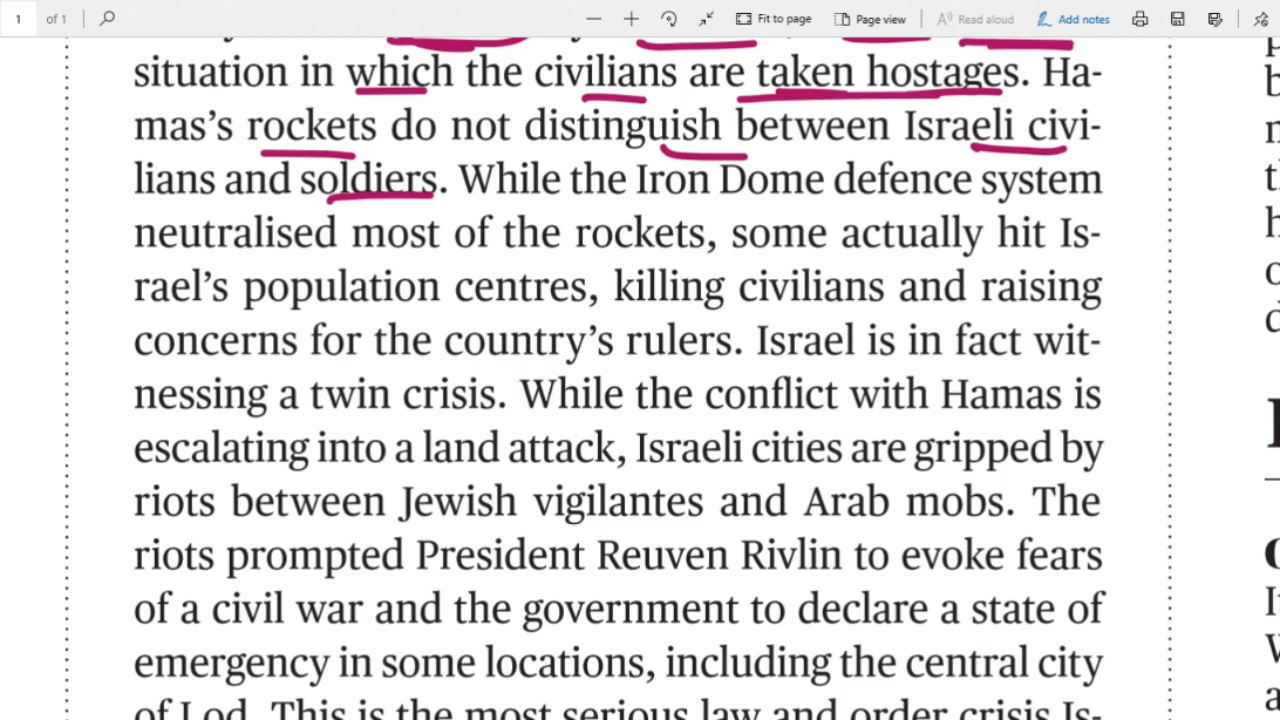 1 of 1 Fit to page Page view Read aloud Add notes
situation in which the civilians are taken hostages. Ha-
mas's rockets do not distinguish between Israeli civi-
lians and soldiers. While the Iron Dome defence system
neutralised most of the rockets, some actually hit Is-
rael's population centres, killing civilians and raising
concerns for the country's rulers. Israel is in fact wit-
nessing a twin crisis. While the conflict with Hamas is
escalating into a land attack, Israeli cities are gripped by
riots between Jewish vigilantes and Arab mobs. The
riots prompted President Reuven Rivlin to evoke fears
of a civil war and the government to declare a state of
emergency in some locations, including the central city
of Lod. This is the most serious law and order crisis Is-